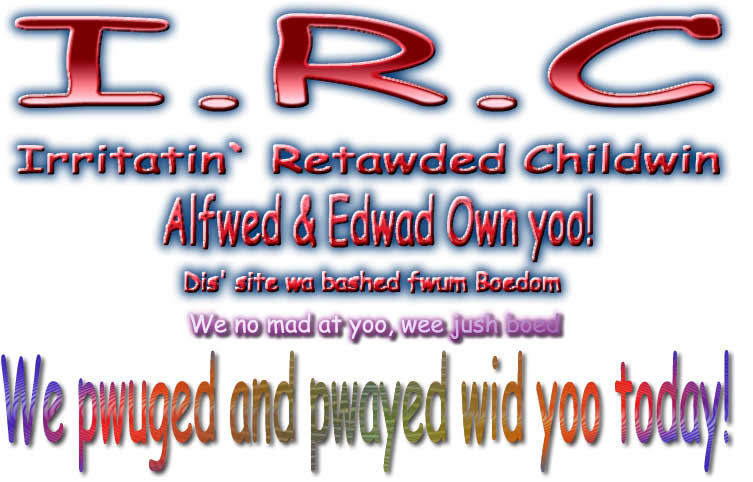 I.R.C
Irritatin` Retawded Childwin
Alfwed & Edwad Own yoo!
Dis' site wa bashed fwum Boedom
We no mad at yoo, wee jush boed
We pwuged and pwayed wid yoo today!